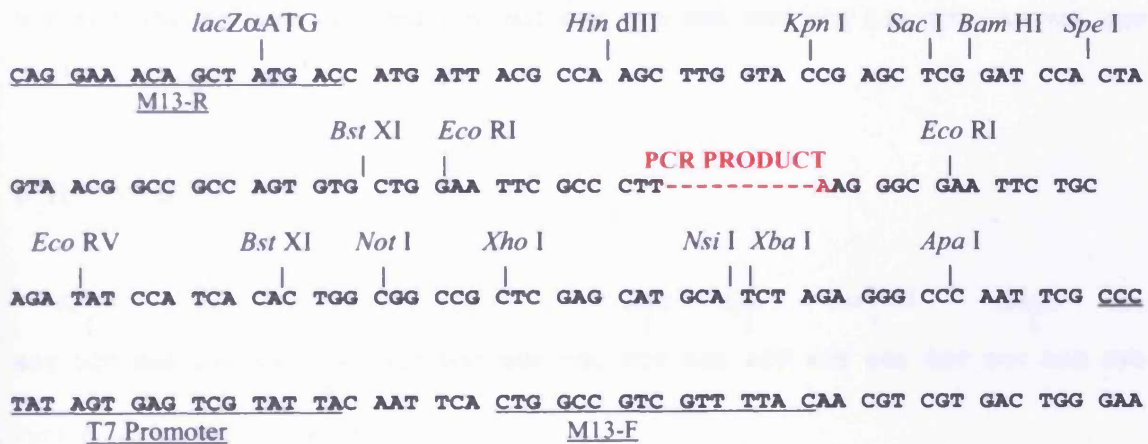 lacZαATG Hin dIII Kpn I Sac I Bam HI Spe I
CAG GAA ACA GCT ATG ACC ATG ATT ACG CCA AGC TTG GTA CCG AGC TCG GAT CCA CTA
M13-R
Bst XI Eco RI PCR PRODUCT Eco RI
GTA ACG GCC GCC AGT GTG CTG GAA TTC GCC CTT-----------AAG GGC GAA TTC TGC
Eco RV Bst XI Not I Xho I Nsi I Xba I Apa I
AGA TAT CCA TCA CAC TGG CGG CCG CTC GAG CAT GCA TCT AGA GGG CCC AAT TCG CCC
TAT AGT GAG TCG TAT TAC AAT TCA CTG GCC GTC GTT TTA CAA CGT CGT GAC TGG GAA
T7 Promoter M13-F